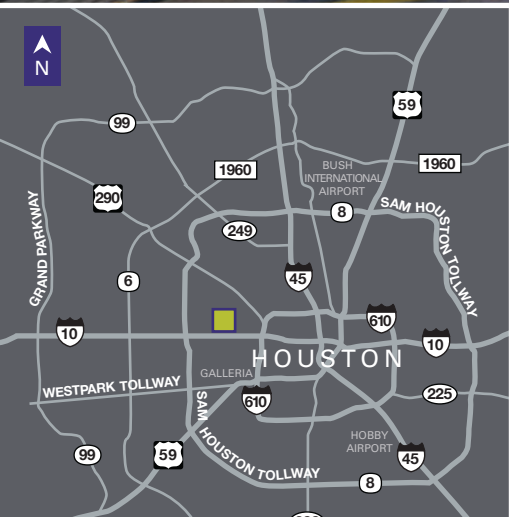 N
59
99
1960
1960
BUSH
INTERNATIONAL
AIRPORT
290
8
SAM HOUSTON TOLLWAY
249
GRAND PARKWAY
6
45
10
610
10
HOUSTON
GALLERIA
WESTPARK TOLLWAY
610
225
SAM HOUSTON TOLLWAY
HOBBY
AIRPORT
99
59
45
8